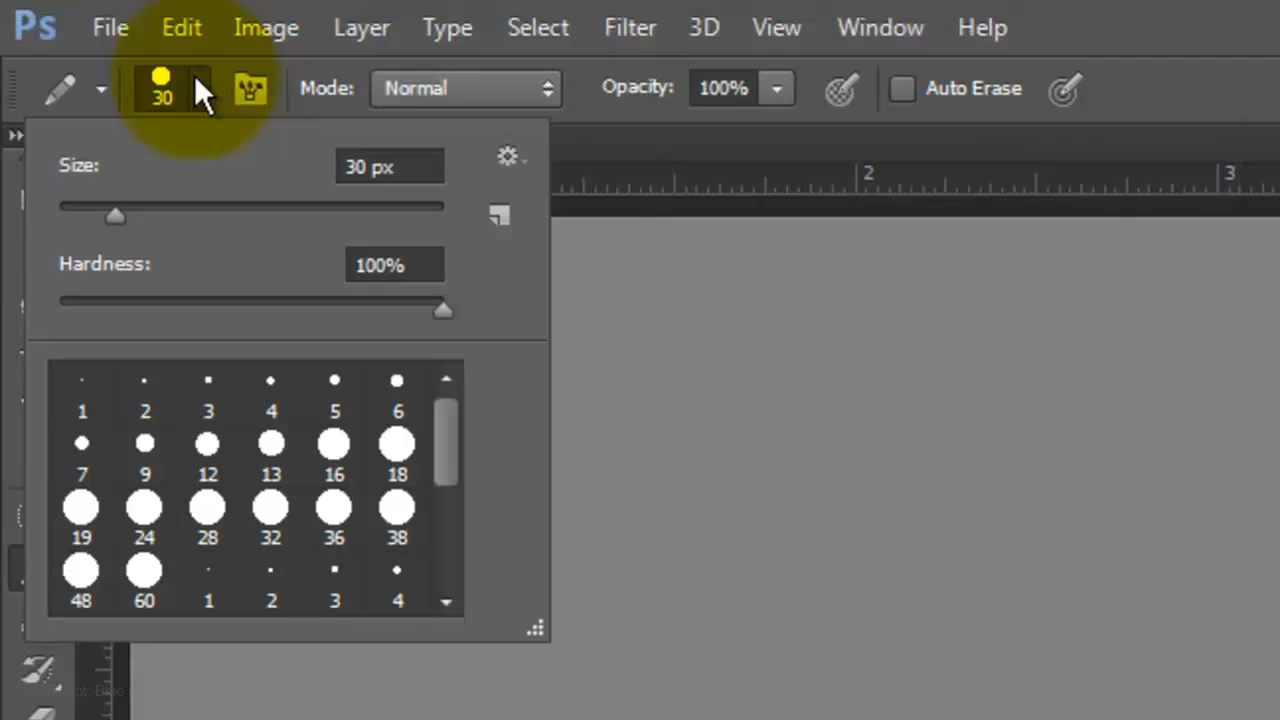 Ps File Edit Image Layer Type Select Filter 3D View Window Help
30 Mode: Normal Opacity: 100% Auto Erase
Size: 30 px
2 3
Hardness: 100%
1 2 3 4 5 6
7 9 12 13 16 18
19 24 28 32 36 38
48 60 1 2 3 4